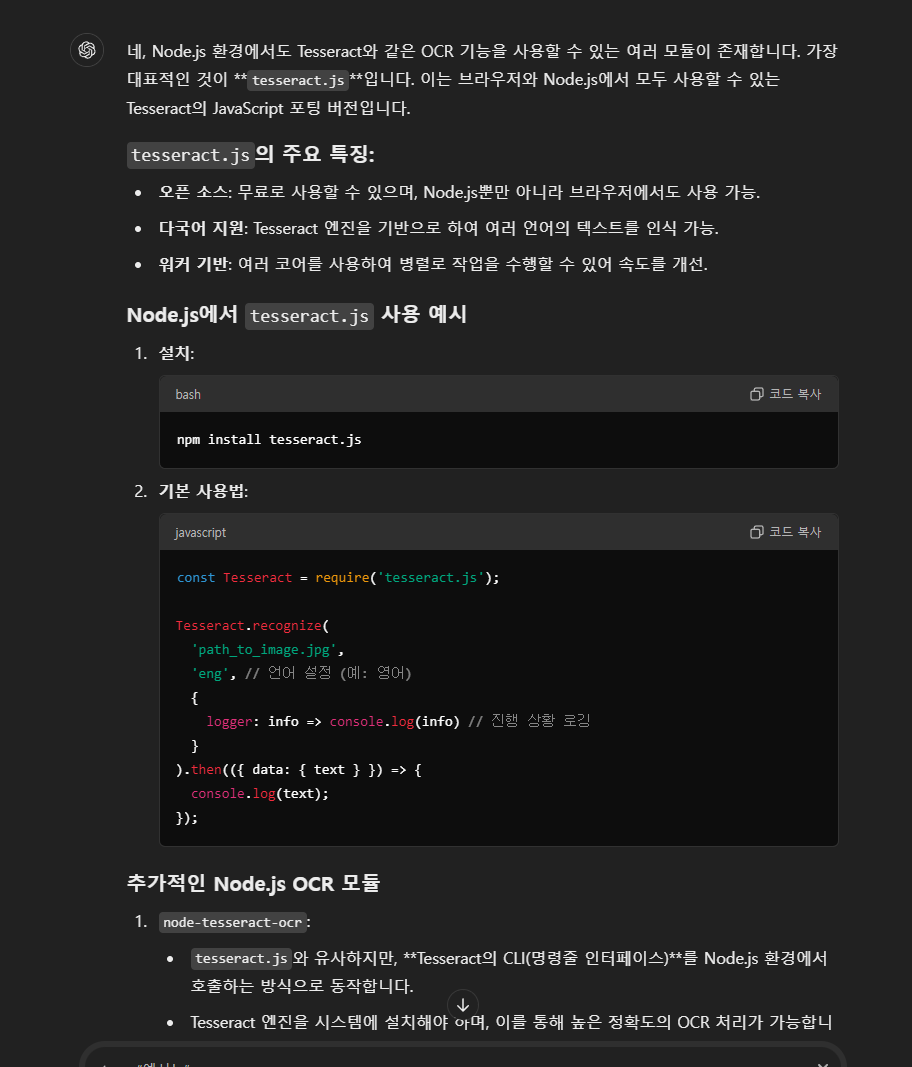 네, Node.js 환경에서도 Tesseract와 같은 OCR 기능을 사용할 수 있는 여러 모듈이 존재합니다. 가장
대표적인 것이 **tesseract.js**입니다. 이는 브라우저와 Node.js에서 모두 사용할 수 있는
Tesseract의 JavaScript 포팅 버전입니다.
tesseract.js의 주요 특징:
• 오픈 소스: 무료로 사용할 수 있으며, Node.js뿐만 아니라 브라우저에서도 사용 가능.
• 다국어 지원: Tesseract 엔진을 기반으로 하여 여러 언어의 텍스트를 인식 가능.
• 워커 기반: 여러 코어를 사용하여 병렬로 작업을 수행할 수 있어 속도를 개선.
Node.js에서 tesseract.js 사용 예시
1. 설치:
bash 코드 복사
npm install tesseract.js
2. 기본 사용법:
javascript 코드 복사
const Tesseract = require('tesseract.js');
Tesseract.recognize(
'path_to_image.jpg',
'eng', // 언어 설정 (예: 영어)
{
logger: info => console.log(info) // 진행 상황 로깅
}
).then(({ data: { text } }) => {
console.log(text);
});
추가적인 Node.js OCR 모듈
1. node-tesseract-ocr:
• tesseract.js와 유사하지만, **Tesseract의 CLI(명령줄 인터페이스)**를 Node.js 환경에서
호출하는 방식으로 동작합니다.
• Tesseract 엔진을 시스템에 설치해야 하며, 이를 통해 높은 정확도의 OCR 처리가 가능합니